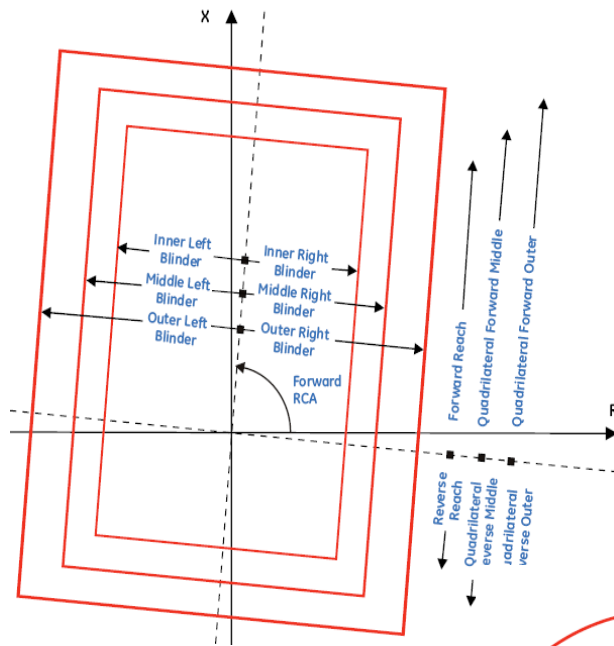 X
Inner Left
Blinder
Inner Right
Blinder
Middle Left
Blinder
Middle Right
Blinder
Outer Left
Blinder
Outer Right
Blinder
Forward
RCA
Forward Reach
Quadrilateral Forward Middle
Quadrilateral Forward Outer
Reverse
Reach
Quadrilateral
everse Middle
uadrilateral
verse Outer